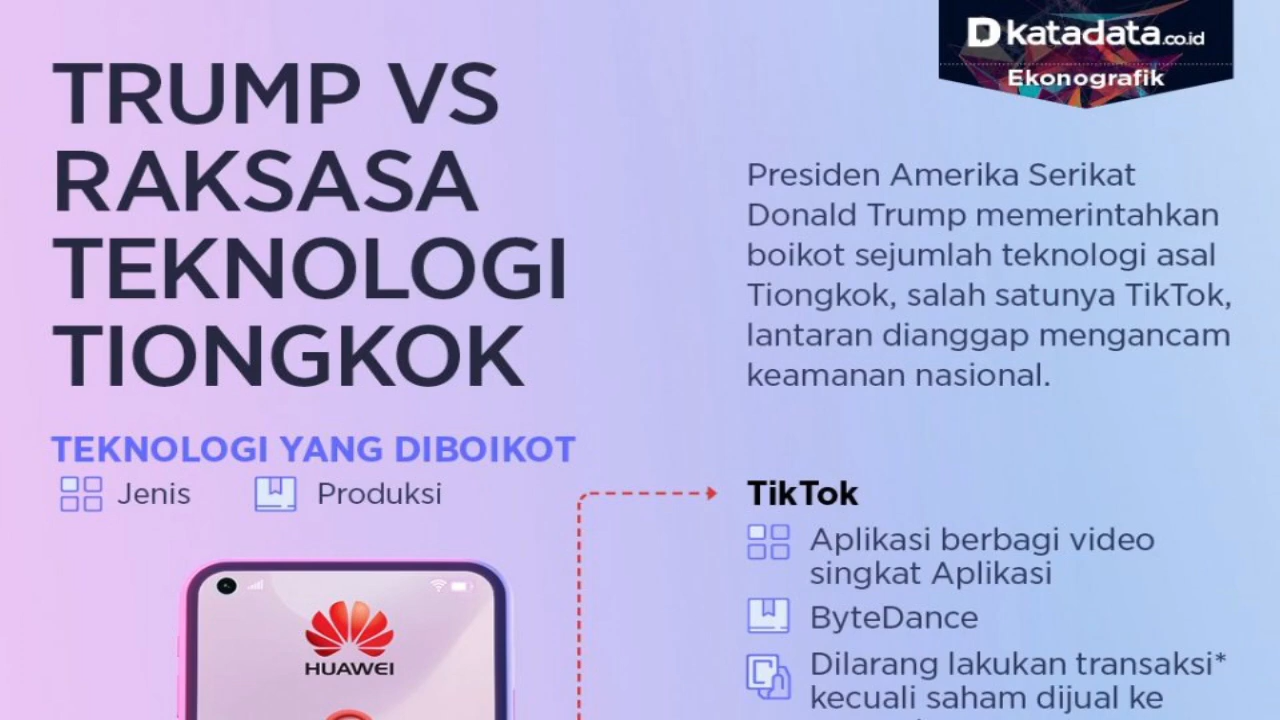 katadata.co.id
Ekonografik
TRUMP VS
RAKSASA
TEKNOLOGI
TIONGKOK
Presiden Amerika Serikat
Donald Trump memerintahkan
boikot sejumlah teknologi asal
Tiongkok, salah satunya TikTok,
lantaran dianggap mengancam
keamanan nasional.
TEKNOLOGI YANG DIBOIKOT
Jenis
Produksi
HUAWEI
TikTok
Aplikasi berbagi video
singkat Aplikasi
ByteDance
Dilarang lakukan transaksi*
kecuali saham dijual ke